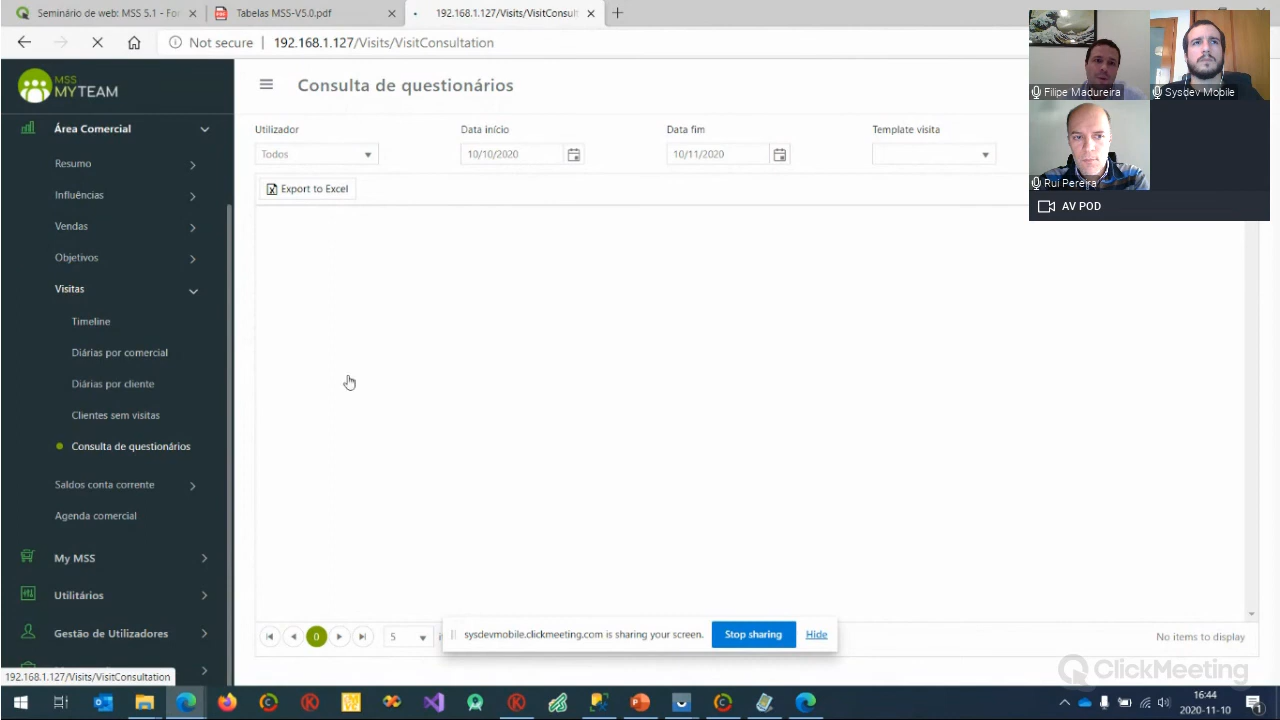 Seminário de web: MSS 5.1 - For
Tabelas MSS-V5.0.pdf
192.168.1.127/Visits/VisitConsult
Not secure
192.168.1.127/Visits/VisitConsultation
MSS
MYTEAM
Área Comercial
Resumo
Influências
Vendas
Objetivos
Visitas
Timeline
Diárias por comercial
Diárias por cliente
Clientes sem visitas
Consulta de questionários
Saldos conta corrente
Agenda comercial
My MSS
Utilitários
Gestão de Utilizadores
192.168.1.127/Visits/VisitConsultation
Consulta de questionários
Utilizador
Data início
Data fim
Template visita
Todos
10/10/2020
10/11/2020
Export to Excel
0
5
No items to display
sysdevmobile.clickmeeting.com is sharing your screen.
Stop sharing
Hide
Filipe Madureira
Sysdev Mobile
Rui Pereira
AV POD
ClickMeeting
16:44
2020-11-10
1